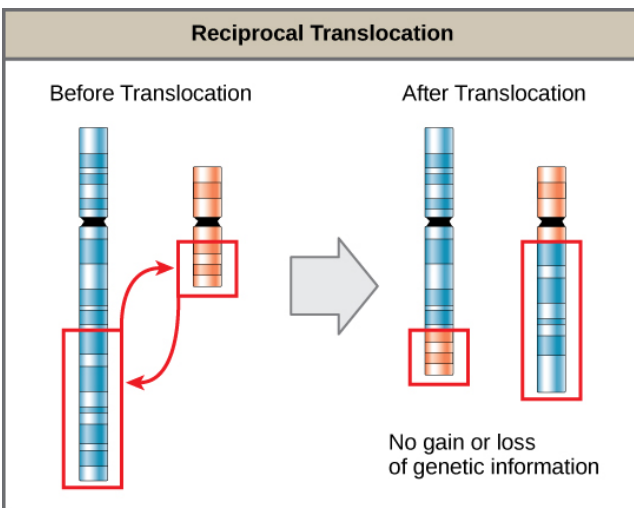 Reciprocal Translocation
Before Translocation
After Translocation
No gain or loss
of genetic information